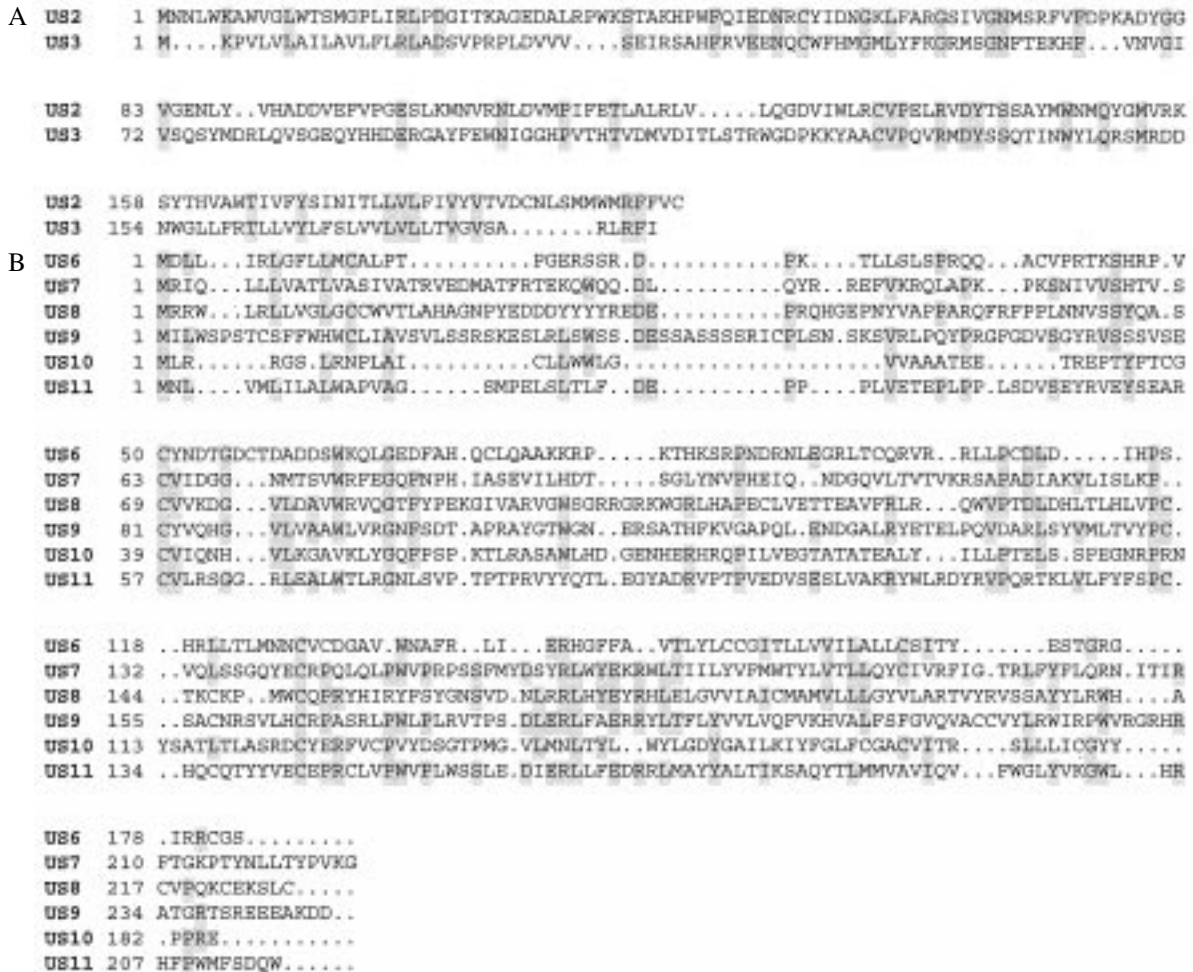 A US2 1 MNNLWKAWVGLWTSMGPLIRLPDGITKAGEDALRPWKSTAKHPWFQIEDNRCYIDNGKLFARGSIVGNMSRFVFDPKADYGG
US3 1 M....KPVLVLAILAVLFLRLADSVPRPLDVVV....SEIRSAHFRVEENQCWFHMGMLYFKGRMSGNFTEKHF...VNVGI
US2 83 VGENLY..VHADDVEFVPGESLKWNVRNLDVMPIFETLALRLV.....LQGDVIWLRCVPELRVDYTSSAYMWNMQYGMVRK
US3 72 VSQSYMDRLQVSGEQYHHDERGAYFEWNIGGHPVTHTVDMVDITLSTRWGDPKKYAACVPQVRMDYSSQTINWYLQRSMRDD
US2 158 SYTHVAWTIVFYSINITLLVLFIVYVTVDCNLSMMWMRFFVC
US3 154 NWGLLFRTLLVYLFSLVVLVLLTVGVSA.......RLRFI
B US6 1 MDLL...IRLGFLLMCALPT..........PGERSSR.D...........PK....TLLSLSPRQQ...ACVPRTKSHRP.V
US7 1 MRIQ...LLLVATLVASIVATRVEDMATFRTEKQWQQ.DL..........QYR..REFVKRQLAPK...PKSNIVVSHTV.S
US8 1 MRRW...LRLLVGLGCCWVTLAHAGNPYEDDDYYYYREDE..........PRQHGEPNYVAPPARQFRFPPLNNVSSYQA.S
US9 1 MILWSPSTCSFFWHWCLIAVSVLSSRSKESLRLSWSS.DESSASSSSRICPLSN.SKSVRLPQYPRGFGDVSGYRVSSSVSE
US10 1 MLR......RGS.LRNPLAI.........CLLWWLG.....................VVAAATEE......TREPTYFTCG
US11 1 MNL....VMLILALWAPVAG........SMPELSLTLF..DE..........PP....PLVETEPLPP.LSDVSEYRVEYSEAR
US6 50 CYNDTGDCTDADDSWKQLGEDFAH.QCLQAAKKRP.....KTHKSRPNDRNLEGRLTCQRVR..RLLPCDLD.....IHPS.
US7 63 CVIDGG...NMTSVWRFEGQFNPH.IASEVILHDT.....SGLYNVPHEIQ..NDGQVLTVTVKRSAPADIAKVLISLKP..
US8 69 CVVKDG....VLDAVWRVQGTFYPEKGIVARVGWSGRRGRKWGRLHAPECLVETTEAVFRLR...QWVPTDLDHLTLHLVPC.
US9 81 CYVQHG....VLVAAWLVRGNFSDT.APRAYGTWGN..ERSATHFKVGAPQL.ENDGALRYETELPQVDARLSYVMLTVYPC.
US10 39 CVIQNH...VLKGAVKLYGQFPSP.KTLRASAWLHD.GENHERHRQPILVEGTATATEALY...ILLPTELS.SPEGNRPRN
US11 57 CVLRSGG..RLEALWTLRGNLSVP.TPTPRVYYQTL.EGYADRVPTPVEDVSESLVAKRYWLRDYRVPQRTKLVLFYFSPC.
US6 118 ..HRLLTLMNNCVCDGAV.WNAFR..LI...ERHGFFA..VTLYLCCGITLLVVILALLCSITY.......ESTGRG.....
US7 132 ..VQLSSGQYECRPQLQLPWVPRPSSFMYDSYRLWYEKRWLTIILYVFMWTYLVTLLQYCIVRFIG.TRLFYFLQRN.ITIR
US8 144 ..TKCKP..MWCQPRYHIRYFSYGNSVD.NLRRLHYEYRHLELGVVIAICMAMVLLLGYVLARTVYRVSSAYYLRWH....A
US9 155 ..SACNRSVLHCRPASRLPWLPLRVTPS.DLERLFAERRYLTFLYVVLVQFVKHVALFSFGVQVACCVYLRWIRPWVRGRHR
US10 113 YSATLTLASRDCYERFVCPVYDSGTPMG.VLMNLTYL..WYLGDYGAILKIYFGLFCGACVITR....SLLLICGYY.....
US11 134 ..HQCQTYYVECEPRCLVPWVPLWSSLE.DIERLLFEDRRLMAYYALTIKSAQYTLMMVAVIQV...FWGLYVKGWL...HR
US6 178 .IRRCGS.........
US7 210 FTGKPTYNLLTYPVKG
US8 217 CVPQKCEKSLC.....
US9 234 ATGRTSREEEAKDD..
US10 182 .PPRE...........
US11 207 HFPWMFSDQW......